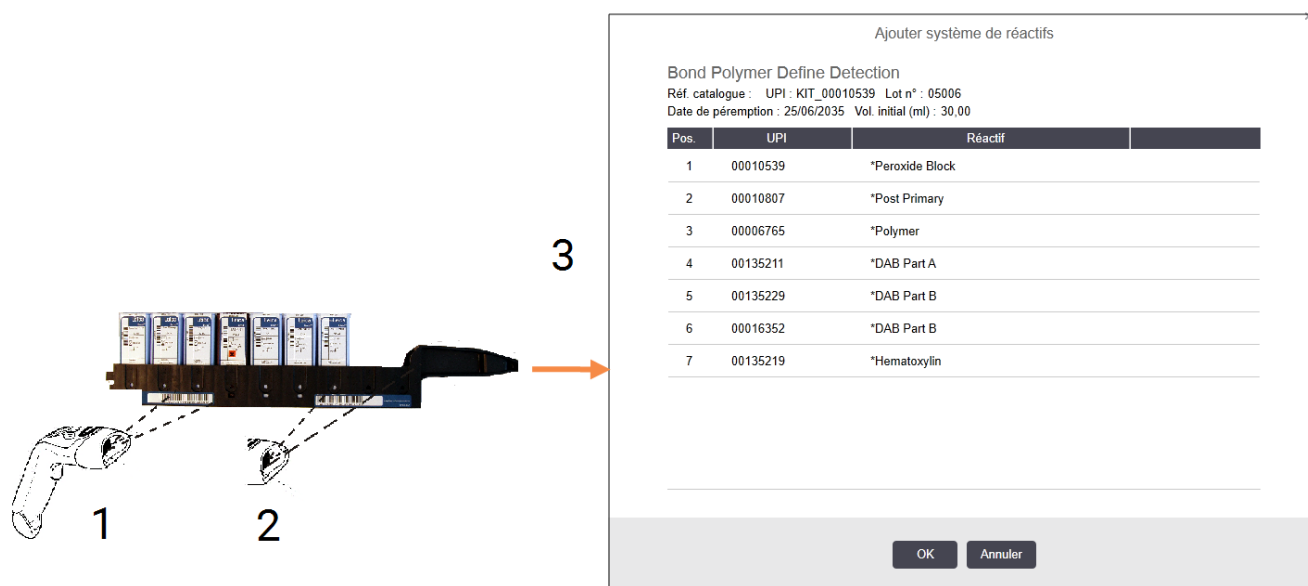 Ajouter système de réactifs
Bond Polymer Define Detection
Réf. catalogue : UPI : KIT_00010539 Lot n° : 05006
Date de péremption : 25/06/2035 Vol. initial (ml) : 30,00
Pos. UPI Réactif
1 00010539 *Peroxide Block
2 00010807 *Post Primary
3 00006765 *Polymer
4 00135211 *DAB Part A
5 00135229 *DAB Part B
6 00016352 *DAB Part B
7 00135219 *Hematoxylin
OK Annuler
1
2
3